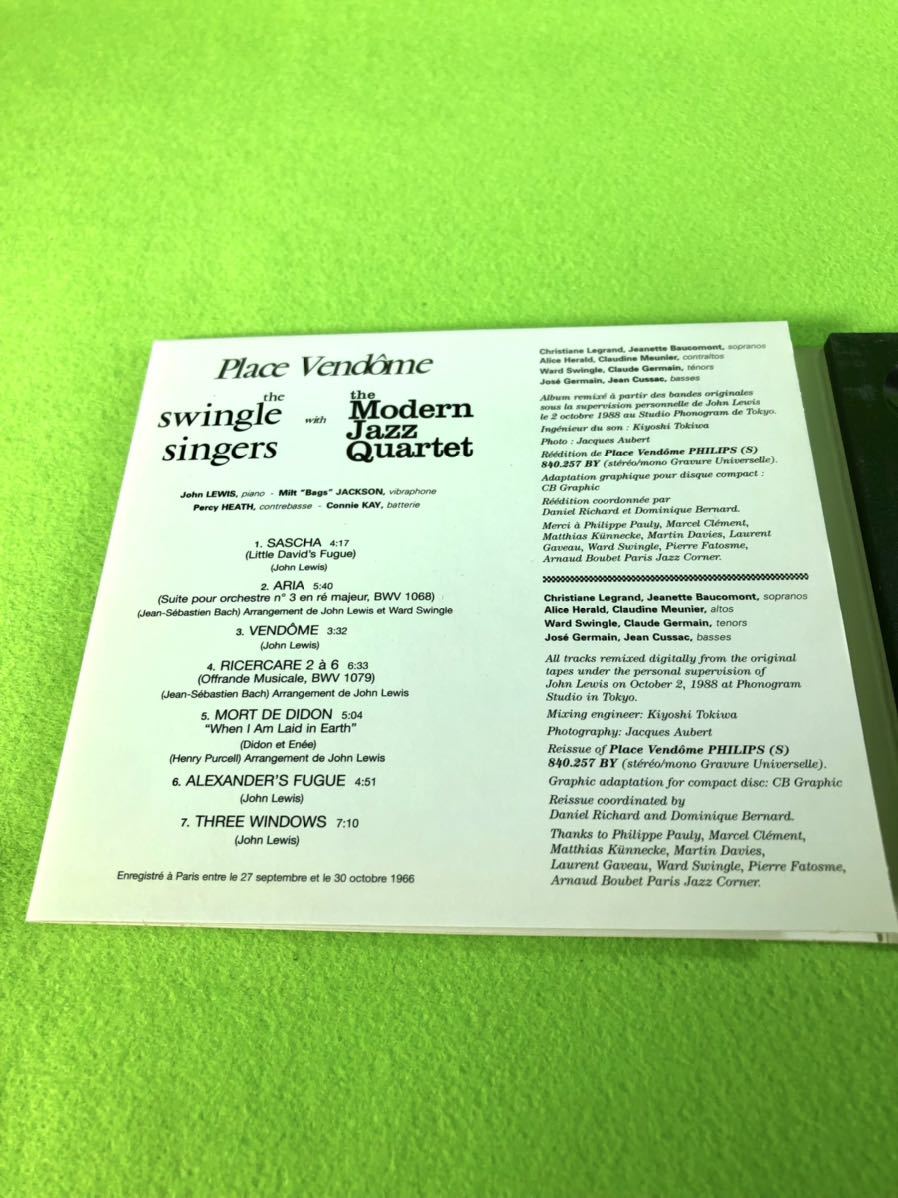 Place Vendôme
the
swingle
singers
with
the
Modern
Jazz
Quartet
John LEWIS, piano - Milt "Bags" JACKSON, vibraphone
Percy HEATH, contrebasse - Connie KAY, batterie
1. SASCHA 4:17
(Little David's Fugue)
(John Lewis)
2. ARIA 5:40
(Suite pour orchestre n° 3 en ré majeur, BWV 1068)
(Jean-Sébastien Bach) Arrangement de John Lewis et Ward Swingle
3. VENDÔME 3:32
(John Lewis)
4. RICERCARE 2 à 6 6:33
(Offrande Musicale, BWV 1079)
(Jean-Sébastien Bach) Arrangement de John Lewis
5. MORT DE DIDON 5:04
"When I Am Laid in Earth"
(Didon et Enée)
(Henry Purcell) Arrangement de John Lewis
6. ALEXANDER'S FUGUE 4:51
(John Lewis)
7. THREE WINDOWS 7:10
(John Lewis)
Enregistré à Paris entre le 27 septembre et le 30 octobre 1966
Christiane Legrand, Jeanette Baucomont, sopranos
Alice Herald, Claudine Meunier, contraltos
Ward Swingle, Claude Germain, ténors
José Germain, Jean Cussac, basses
Album remixé à partir des bandes originales
sous la supervision personnelle de John Lewis
le 2 octobre 1988 au Studio Phonogram de Tokyo.
Ingénieur du son : Kiyoshi Tokiwa
Photo : Jacques Aubert
Réédition de Place Vendôme PHILIPS (S)
840.257 BY (stéréo/mono Gravure Universelle).
Adaptation graphique pour disque compact :
CB Graphic
Réédition coordonnée par
Daniel Richard et Dominique Bernard.
Merci à Philippe Pauly, Marcel Clément,
Matthias Künnecke, Martin Davies, Laurent
Gaveau, Ward Swingle, Pierre Fatosme,
Arnaud Boubet Paris Jazz Corner.
Christiane Legrand, Jeanette Baucomont, sopranos
Alice Herald, Claudine Meunier, altos
Ward Swingle, Claude Germain, tenors
José Germain, Jean Cussac, basses
All tracks remixed digitally from the original
tapes under the personal supervision of
John Lewis on October 2, 1988 at Phonogram
Studio in Tokyo.
Mixing engineer: Kiyoshi Tokiwa
Photography: Jacques Aubert
Reissue of Place Vendôme PHILIPS (S)
840.257 BY (stéréo/mono Gravure Universelle).
Graphic adaptation for compact disc: CB Graphic
Reissue coordinated by
Daniel Richard and Dominique Bernard.
Thanks to Philippe Pauly, Marcel Clément,
Matthias Künnecke, Martin Davies,
Laurent Gaveau, Ward Swingle, Pierre Fatosme,
Arnaud Boubet Paris Jazz Corner.